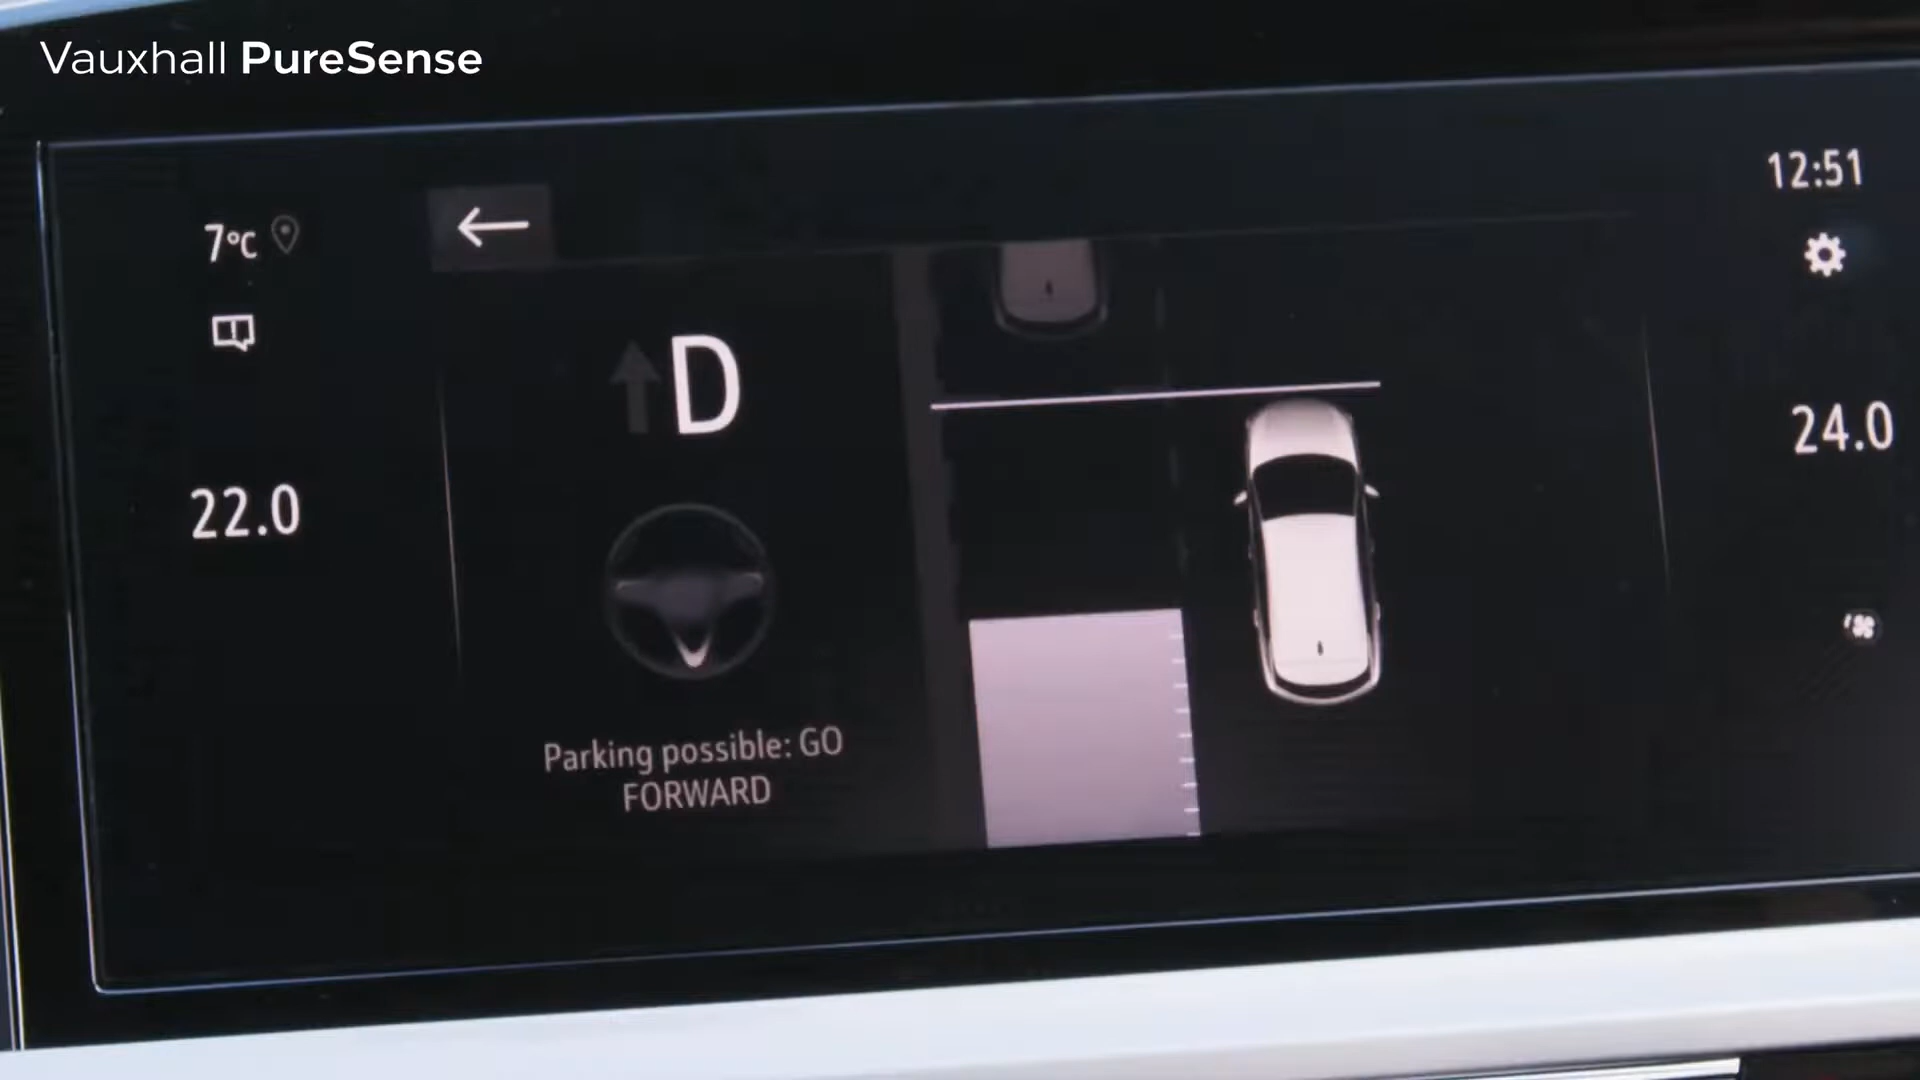 Vauxhall PureSense
12:51
7°C
D
24.0
22.0
Parking possible: GO
FORWARD